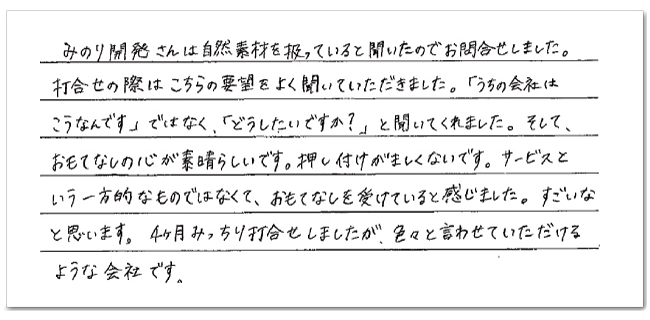 みのり開発さんは自然素材を扱っていると聞いたのでお問合せしました。
打合せの際はこちらの要望をよく聞いていただきました。「うちの会社は
こうなんです」ではなく、「どうしたいですか？」と聞いてくれました。そして、
おもてなしの心が素晴らしいです。押し付けがましくないです。サービスと
いう一方的なものではなくて、おもてなしを受けていると感じました。すごいな
と思います。4ヶ月みっちり打合せしましたが、色々と言わせていただける
ような会社です。